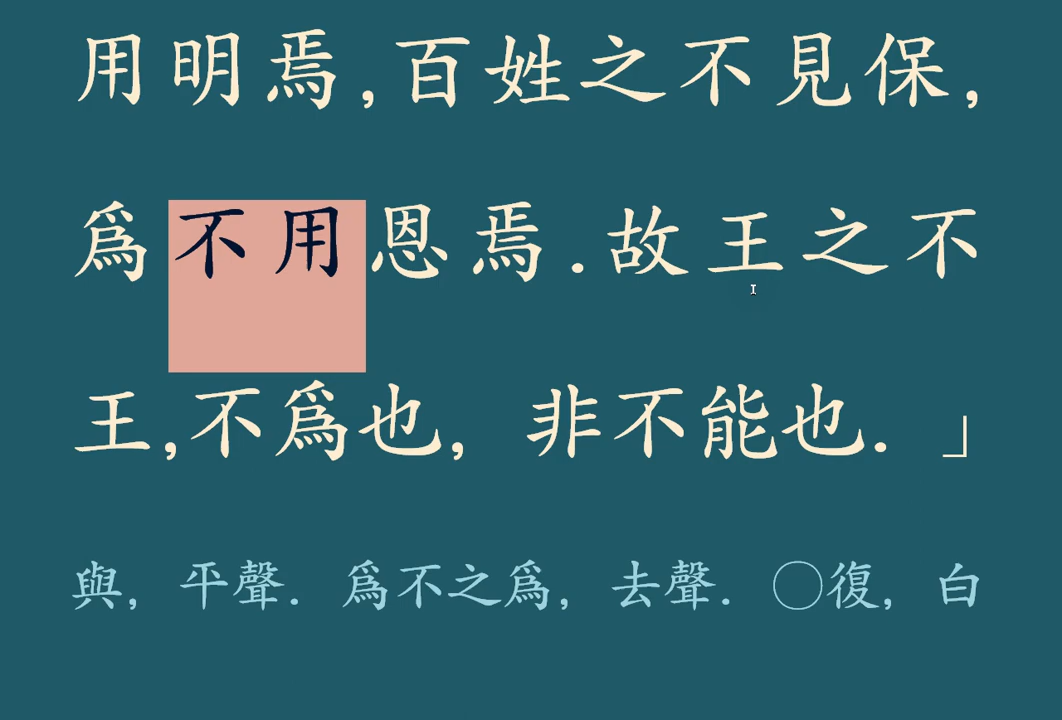 用明焉,百姓之不見保,
爲不用恩焉.故王之不
王,不爲也, 非不能也. 」
與, 平聲. 爲不之爲, 去聲. ○復, 白